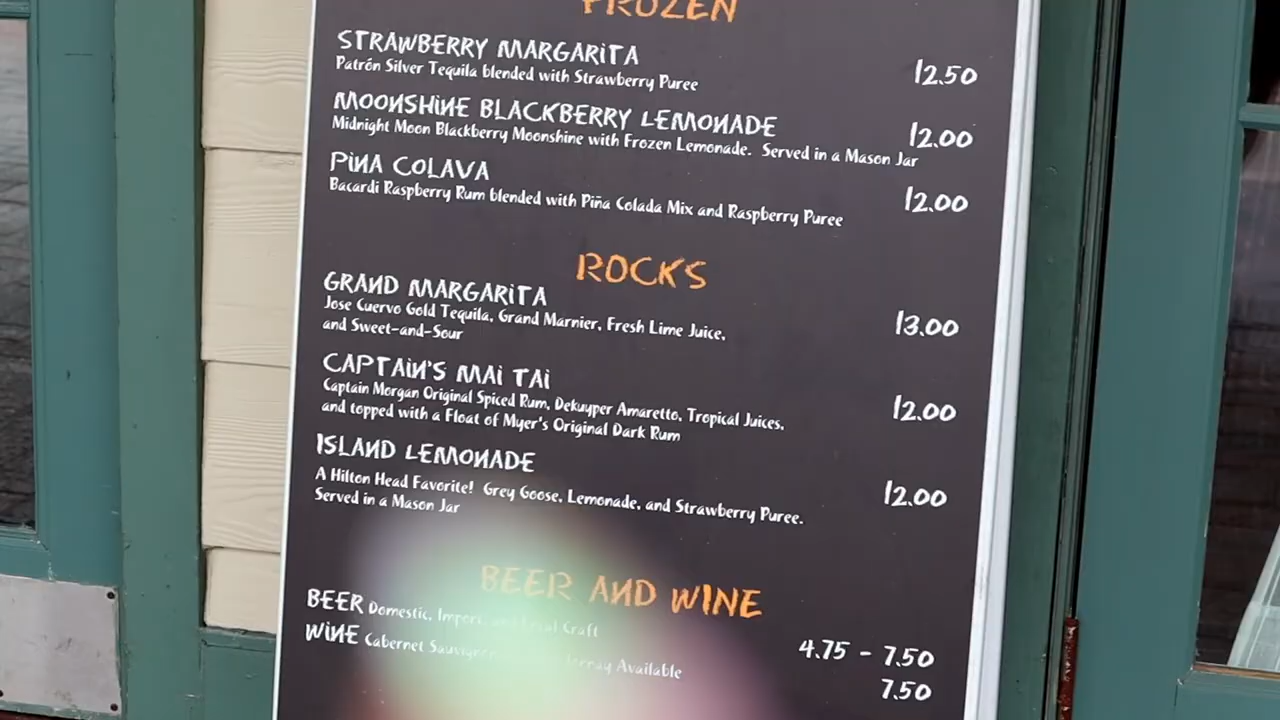 FROZEN
STRAWBERRY MARGARITA
Patrón Silver Tequila blended with Strawberry Puree 12.50
MOONSHINE BLACKBERRY LEMONADE
Midnight Moon Blackberry Moonshine with Frozen Lemonade. Served in a Mason Jar 12.00
PINA COLAVA
Bacardi Raspberry Rum blended with Piña Colada Mix and Raspberry Puree 12.00
ROCKS
GRAND MARGARITA
Jose Cuervo Gold Tequila, Grand Marnier, Fresh Lime Juice, 13.00
and Sweet-and-Sour
CAPTAIN'S MAI TAI
Captain Morgan Original Spiced Rum, Dekuyper Amaretto, Tropical Juices, 12.00
and topped with a Float of Myer's Original Dark Rum
ISLAND LEMONADE
A Hilton Head Favorite! Grey Goose, Lemonade, and Strawberry Puree. 12.00
Served in a Mason Jar
BEER AND WINE
BEER Domestic, Import, and Local Craft 4.75 - 7.50
WINE Cabernet Sauvignon Available 7.50